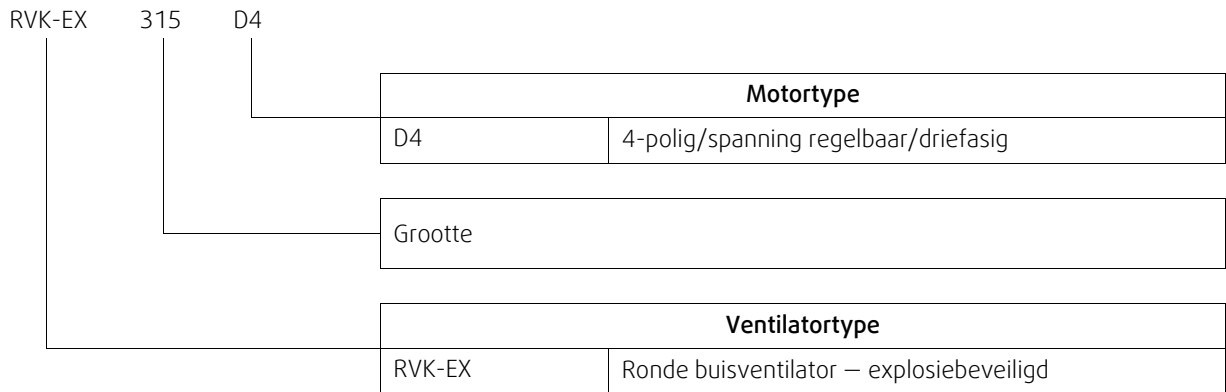 RVK-EX 315 D4
Motortype
D4 4-polig/spanning regelbaar/driefasig
Grootte
Ventilatortype
RVK-EX Ronde buisventilator — explosiebeveiligd